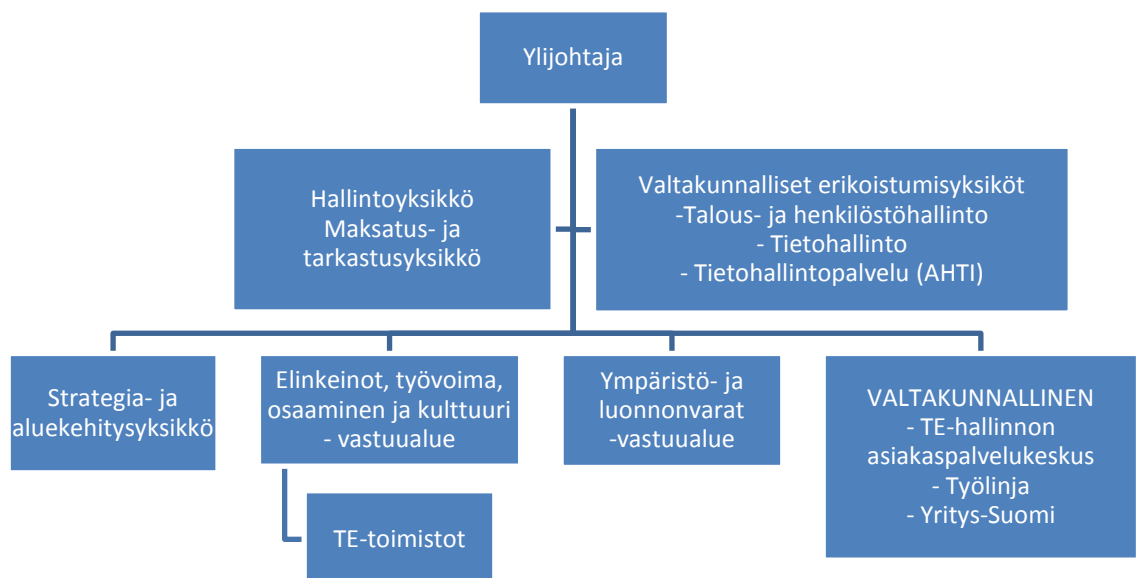 Ylijohtaja
Hallintoyksikkö
Maksatus- ja
tarkastusyksikkö
Valtakunnalliset erikoistumisyksiköt
-Talous- ja henkilöstöhallinto
- Tietohallinto
- Tietohallintopalvelu (AHTI)
Strategia- ja
aluekehitysyksikkö
Elinkeinot, työvoima,
osaaminen ja kulttuuri
- vastuualue
Ympäristö- ja
luonnonvarat
-vastuualue
VALTAKUNNALLINEN
- TE-hallinnon
asiakaspalvelukeskus
- Työlinja
- Yritys-Suomi
TE-toimistot